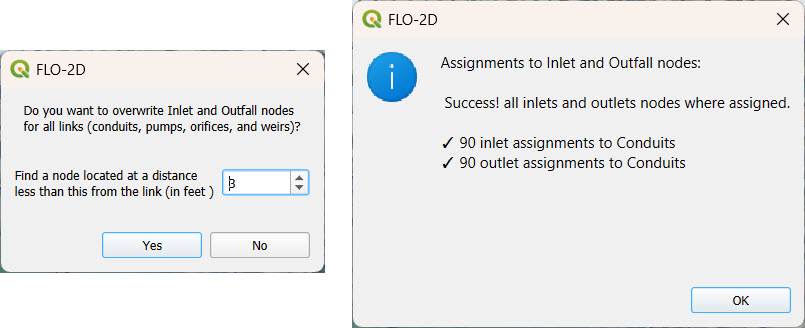 FLO-2D
Do you want to overwrite Inlet and Outfall nodes
for all links (conduits, pumps, orifices, and weirs)?
Find a node located at a distance
less than this from the link (in feet )
3
Yes
No
FLO-2D
Assignments to Inlet and Outfall nodes:
Success! all inlets and outlets nodes where assigned.
✓ 90 inlet assignments to Conduits
✓ 90 outlet assignments to Conduits
OK